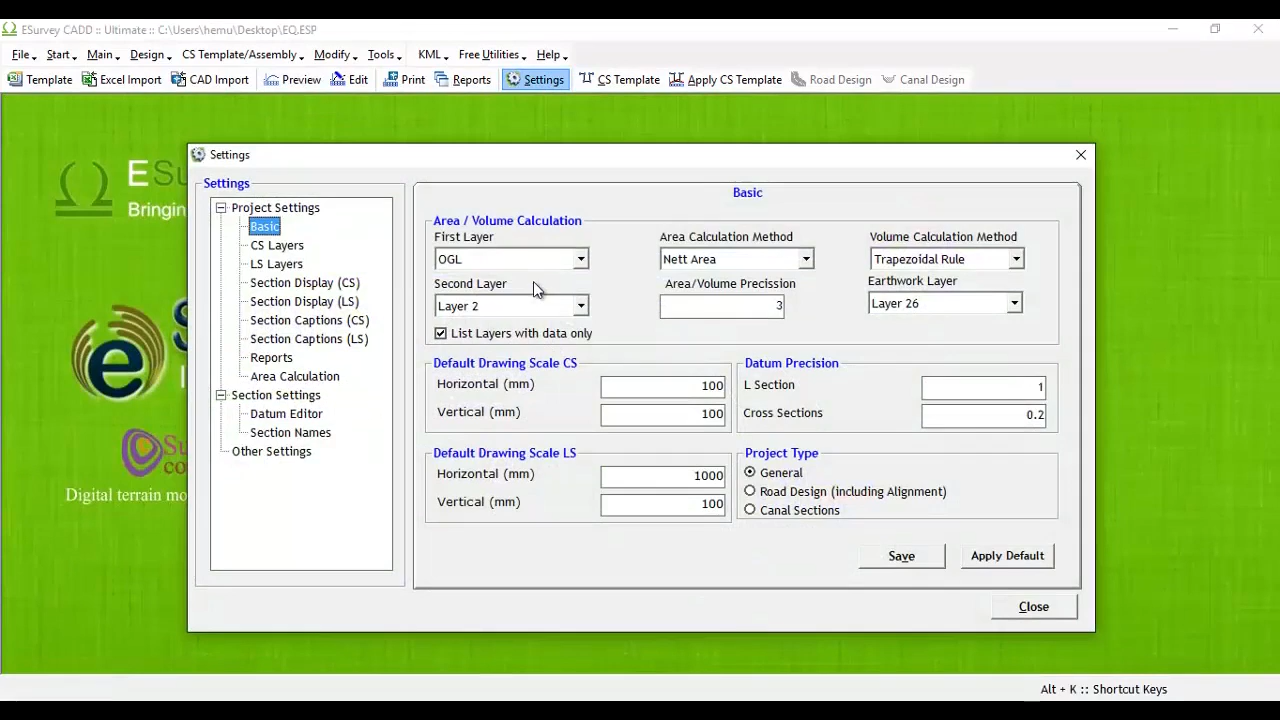 ESurvey CADD :: Ultimate :: C:\Users\hemu\Desktop\EQ.ESP
File Start Main Design CS Template/Assembly Modify Tools KML Free Utilities Help
Template Excel Import CAD Import Preview Edit Print Reports Settings CS Template Apply CS Template Road Design Canal Design
E
Bringin
Digital terrain mo
Settings
Settings
Project Settings
Basic
CS Layers
LS Layers
Section Display (CS)
Section Display (LS)
Section Captions (CS)
Section Captions (LS)
Reports
Area Calculation
Section Settings
Datum Editor
Section Names
Other Settings
Basic
Area / Volume Calculation
First Layer Area Calculation Method Volume Calculation Method
OGL Nett Area Trapezoidal Rule
Second Layer Area/Volume Precission Earthwork Layer
Layer 2 3 Layer 26
List Layers with data only
Default Drawing Scale CS Datum Precision
Horizontal (mm) 100 L Section 1
Vertical (mm) 100 Cross Sections 0.2
Default Drawing Scale LS Project Type
Horizontal (mm) 1000 General
Road Design (including Alignment)
Vertical (mm) 100 Canal Sections
Save Apply Default
Close
Alt + K :: Shortcut Keys